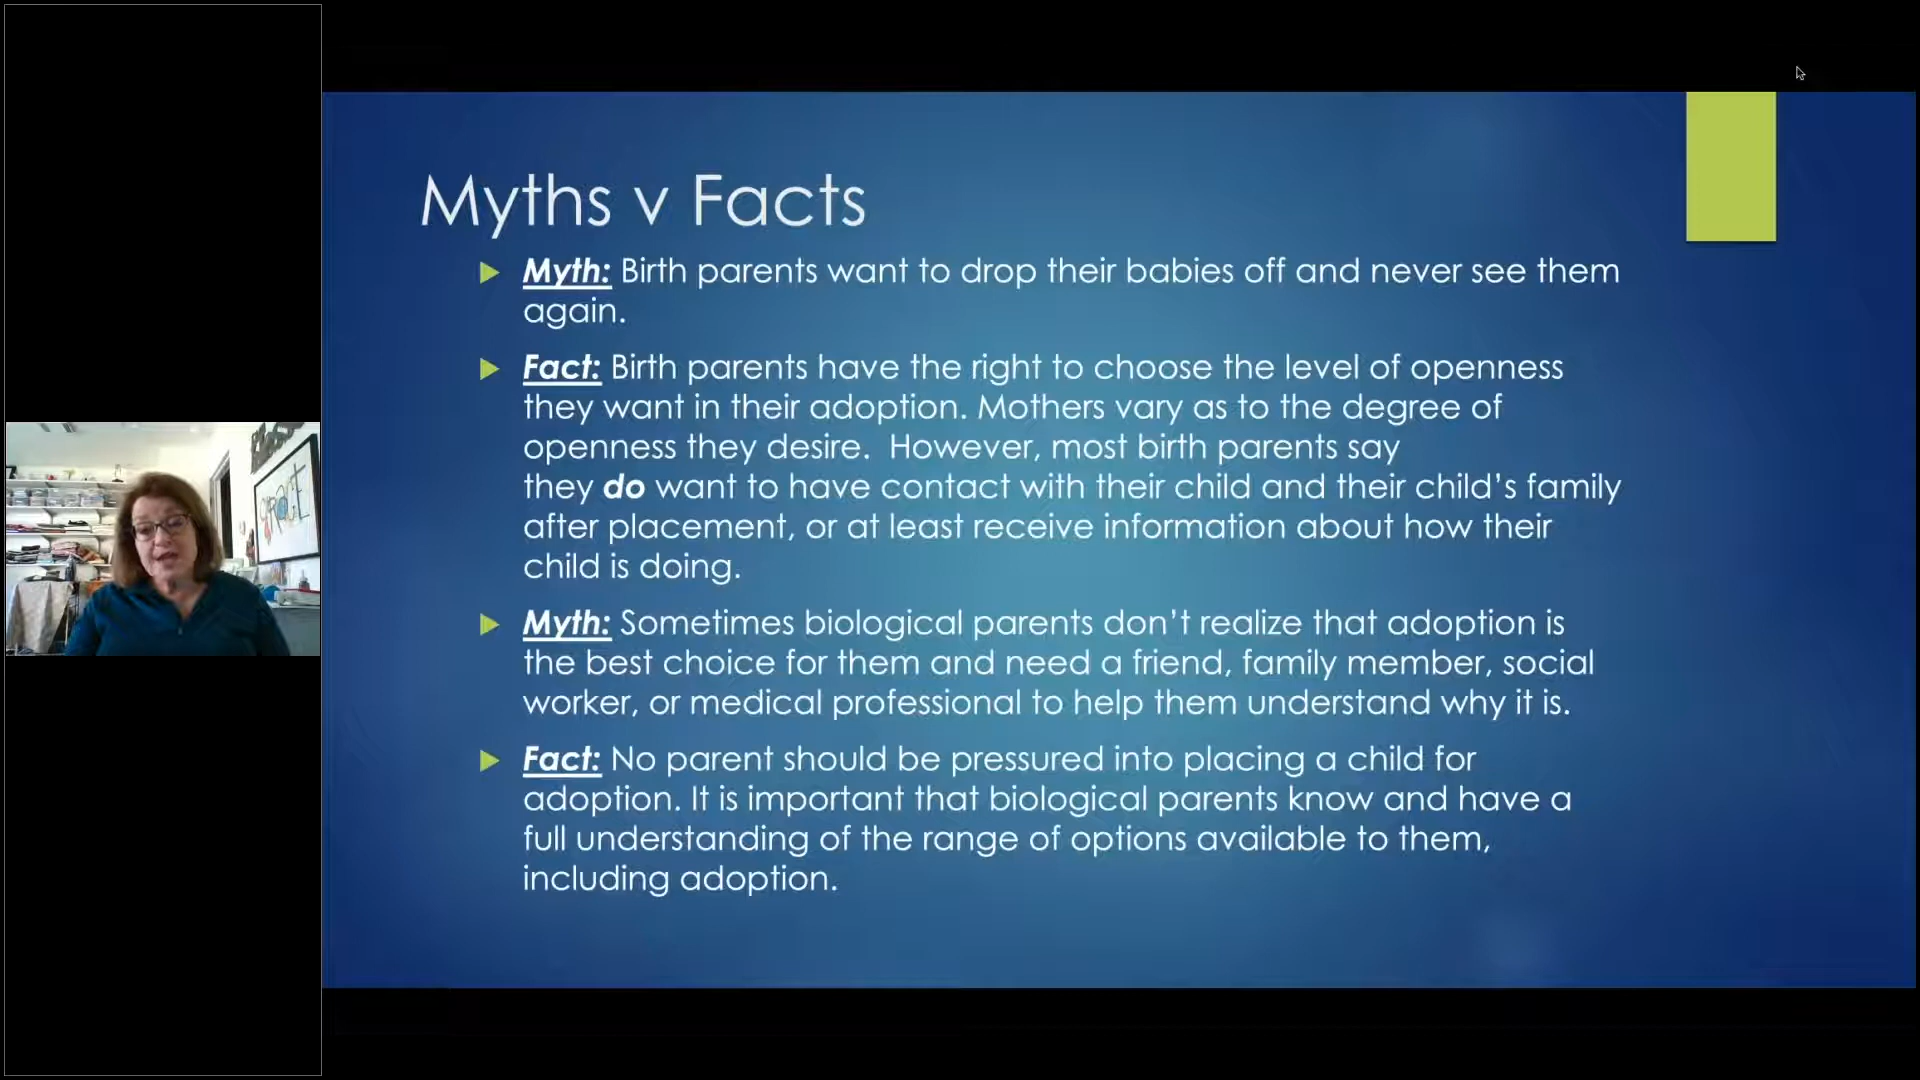 Myths v Facts
Myth: Birth parents want to drop their babies off and never see them
again.
Fact: Birth parents have the right to choose the level of openness
they want in their adoption. Mothers vary as to the degree of
openness they desire.  However, most birth parents say
they do want to have contact with their child and their child’s family
after placement, or at least receive information about how their
child is doing.
Myth: Sometimes biological parents don’t realize that adoption is
the best choice for them and need a friend, family member, social
worker, or medical professional to help them understand why it is.
Fact: No parent should be pressured into placing a child for
adoption. It is important that biological parents know and have a
full understanding of the range of options available to them,
including adoption.